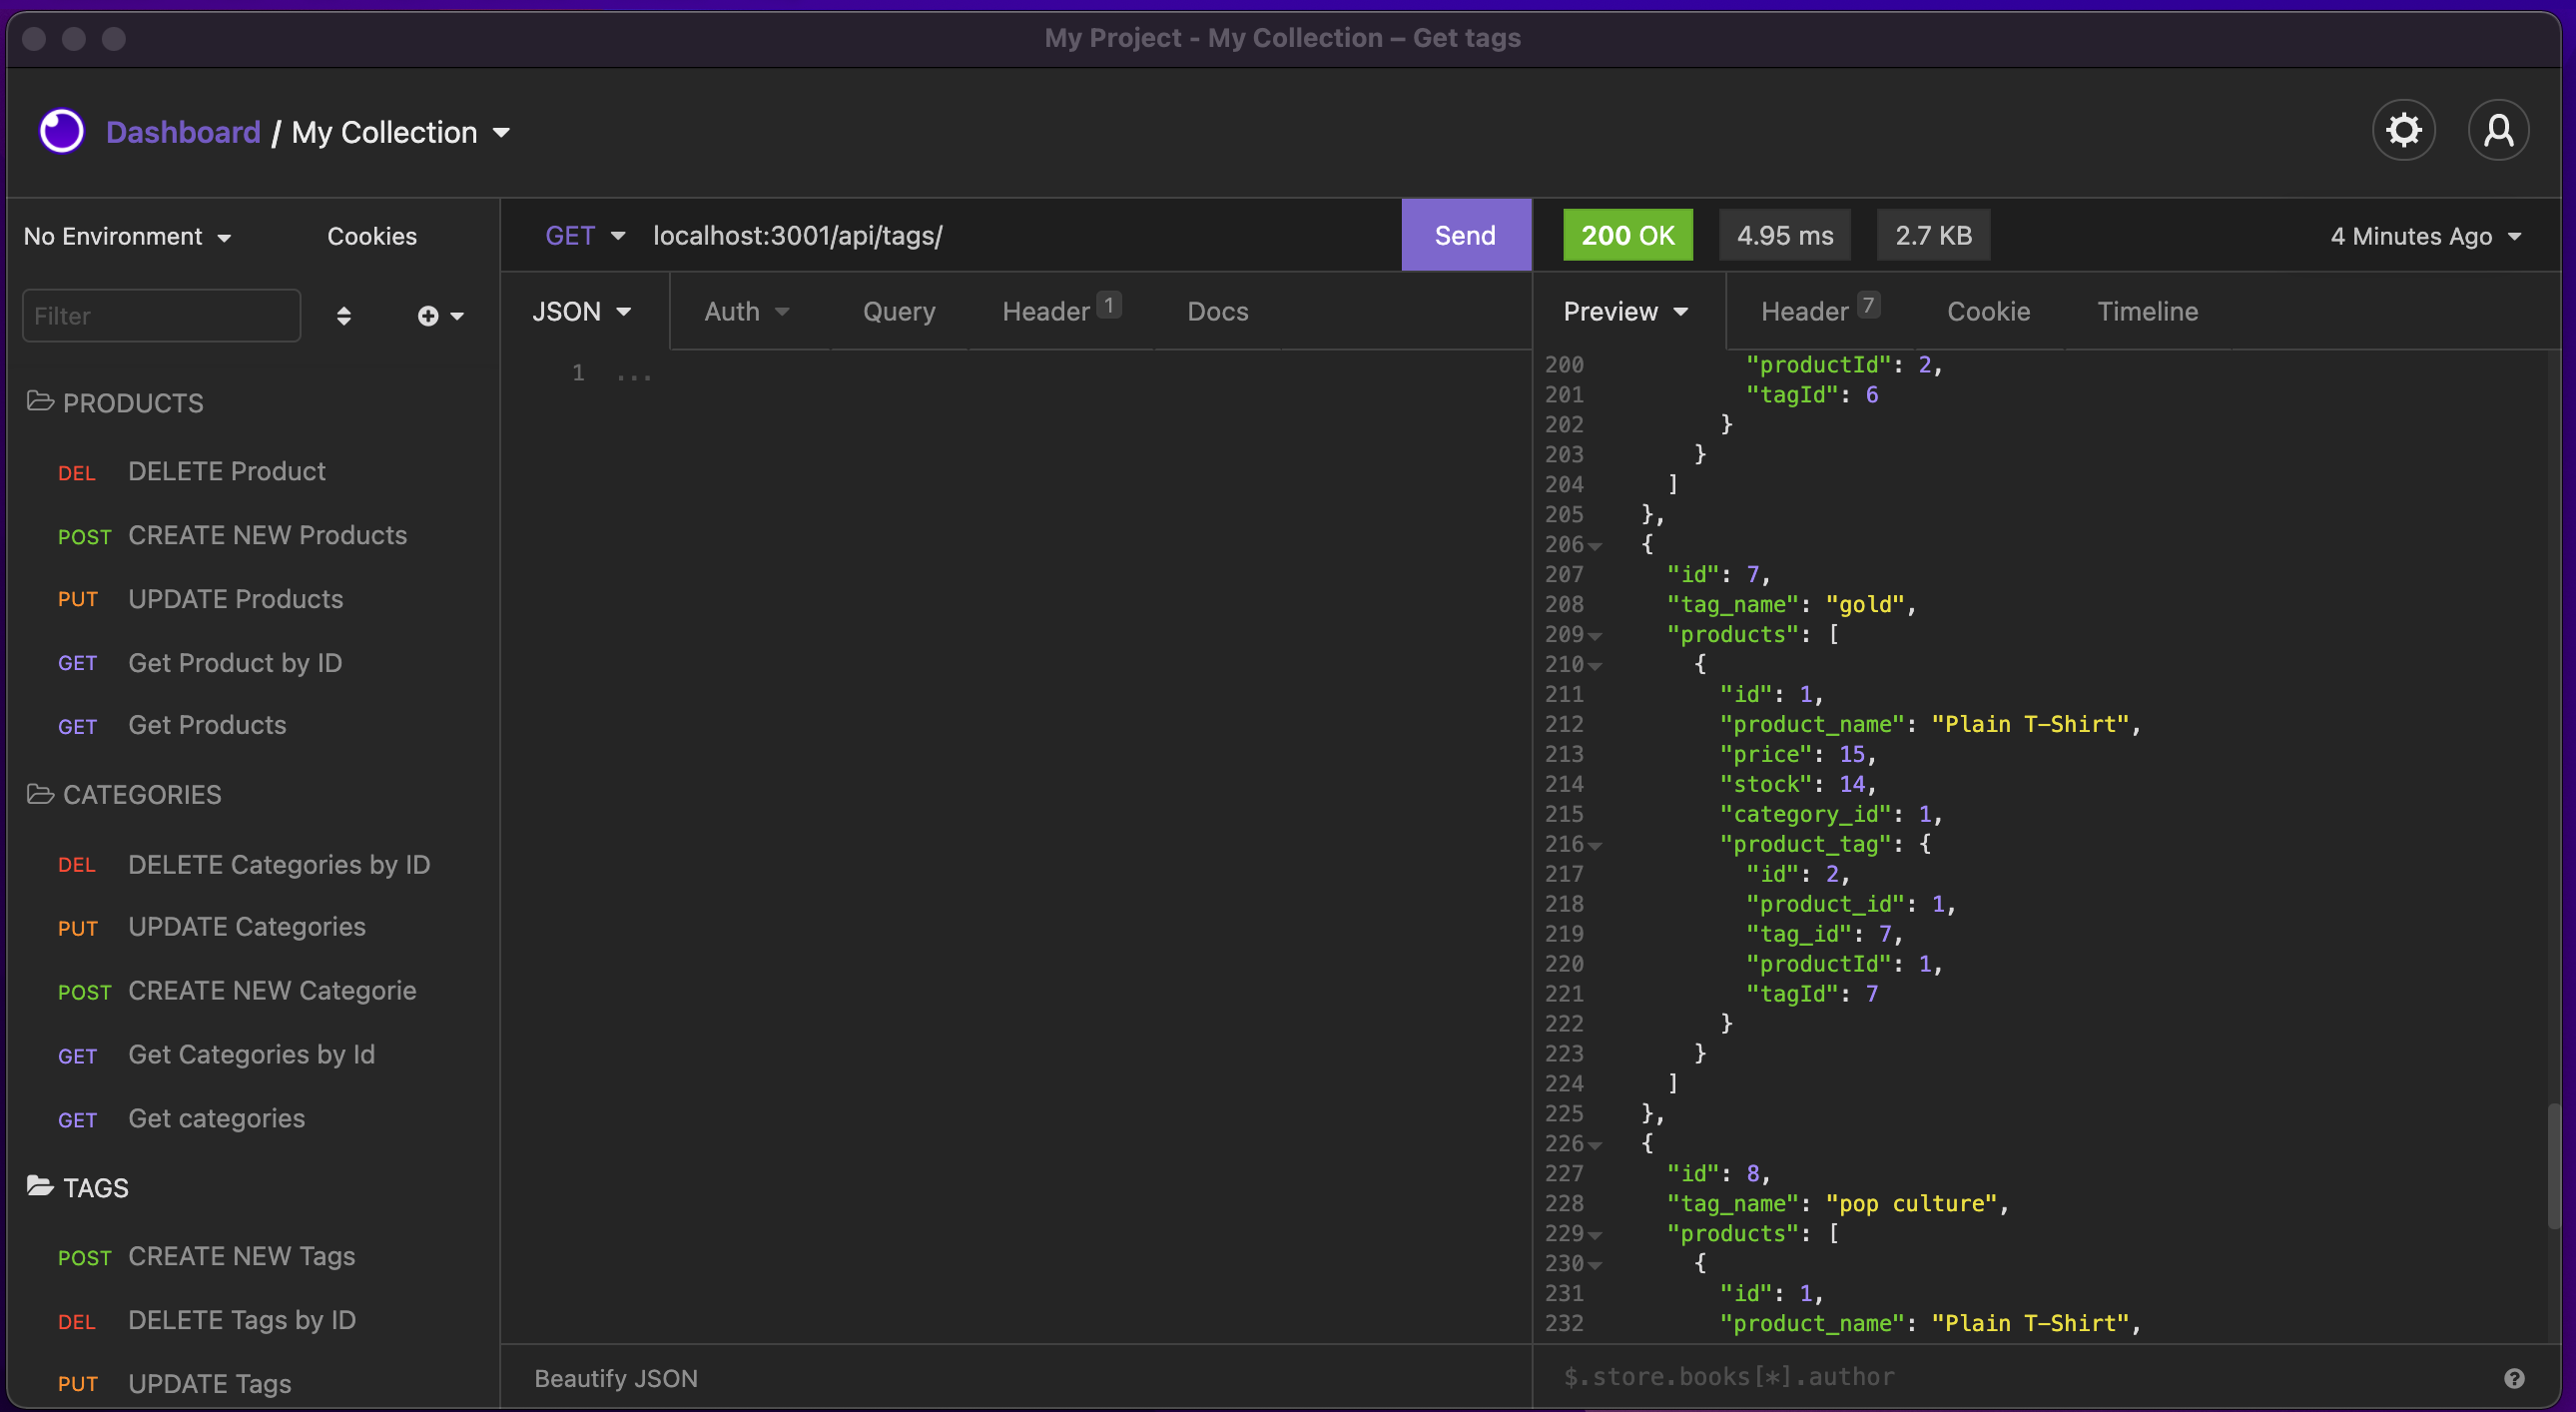 My Project - My Collection – Get tags
Dashboard / My Collection
No Environment
Cookies
Filter
PRODUCTS
DEL DELETE Product
POST CREATE NEW Products
PUT UPDATE Products
GET Get Product by ID
GET Get Products
CATEGORIES
DEL DELETE Categories by ID
PUT UPDATE Categories
POST CREATE NEW Categorie
GET Get Categories by Id
GET Get categories
TAGS
POST CREATE NEW Tags
DEL DELETE Tags by ID
PUT UPDATE Tags
GET localhost:3001/api/tags/ Send
JSON Auth Query Header 1 Docs
1 ...
Beautify JSON
200 OK 4.95 ms 2.7 KB 4 Minutes Ago
Preview Header 7 Cookie Timeline
200 "productId": 2,
201 "tagId": 6
202 }
203 }
204 ]
205 },
206 {
207 "id": 7,
208 "tag_name": "gold",
209 "products": [
210 {
211 "id": 1,
212 "product_name": "Plain T-Shirt",
213 "price": 15,
214 "stock": 14,
215 "category_id": 1,
216 "product_tag": {
217 "id": 2,
218 "product_id": 1,
219 "tag_id": 7,
220 "productId": 1,
221 "tagId": 7
222 }
223 }
224 ]
225 },
226 {
227 "id": 8,
228 "tag_name": "pop culture",
229 "products": [
230 {
231 "id": 1,
232 "product_name": "Plain T-Shirt",
$.store.books[*].author